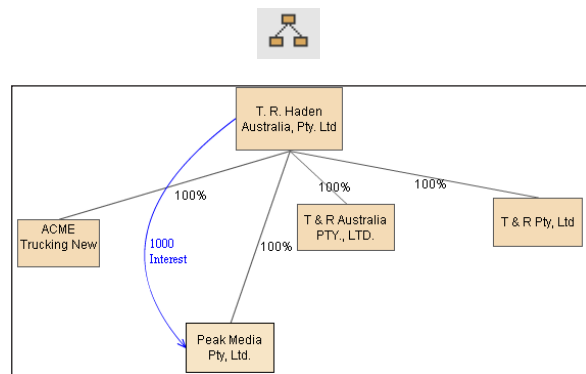 T. R. Haden
Australia, Pty. Ltd
100%
100%
100%
100%
ACME
Trucking New
T & R Australia
PTY., LTD.
T & R Pty, Ltd
1000
Interest
Peak Media
Pty, Ltd.